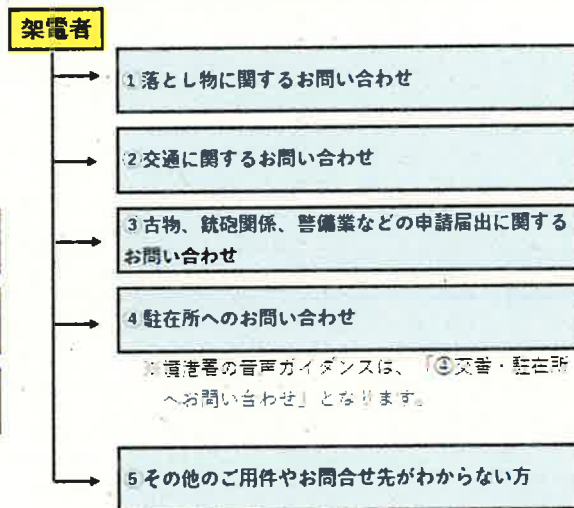 架電者
①落とし物に関するお問い合わせ
②交通に関するお問い合わせ
③古物、銃砲関係、警備業などの申請届出に関する
お問い合わせ
④駐在所へのお問い合わせ
※境港署の音声ガイダンスは、「④交番・駐在所
へお問い合わせ」となります。
⑤その他のご用件やお問合せ先がわからない方